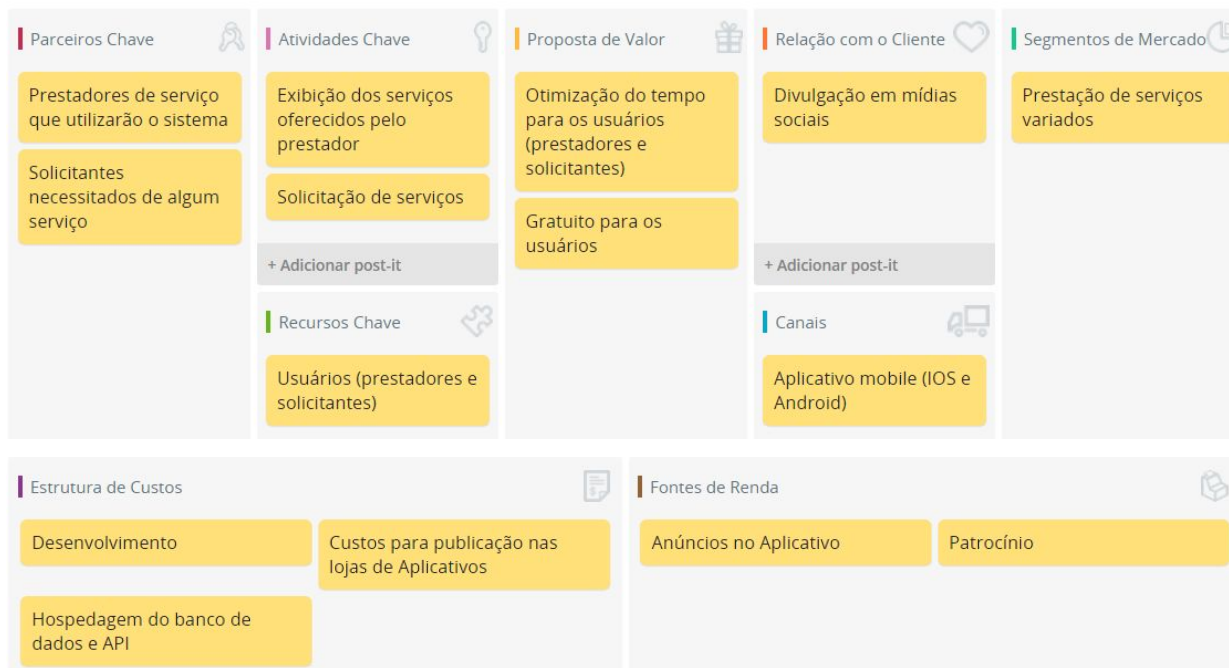 Parceiros Chave
Prestadores de serviço
que utilizarão o sistema
Solicitantes
necessitados de algum
serviço
Atividades Chave
Exibição dos serviços
oferecidos pelo
prestador
Solicitação de serviços
+ Adicionar post-it
Recursos Chave
Usuários (prestadores e
solicitantes)
Proposta de Valor
Otimização do tempo
para os usuários
(prestadores e
solicitantes)
Gratuito para os
usuários
Relação com o Cliente
Divulgação em mídias
sociais
+ Adicionar post-it
Canais
Aplicativo mobile (IOS e
Android)
Segmentos de Mercado
Prestação de serviços
variados
Estrutura de Custos
Desenvolvimento
Custos para publicação nas
lojas de Aplicativos
Hospedagem do banco de
dados e API
Fontes de Renda
Anúncios no Aplicativo
Patrocínio